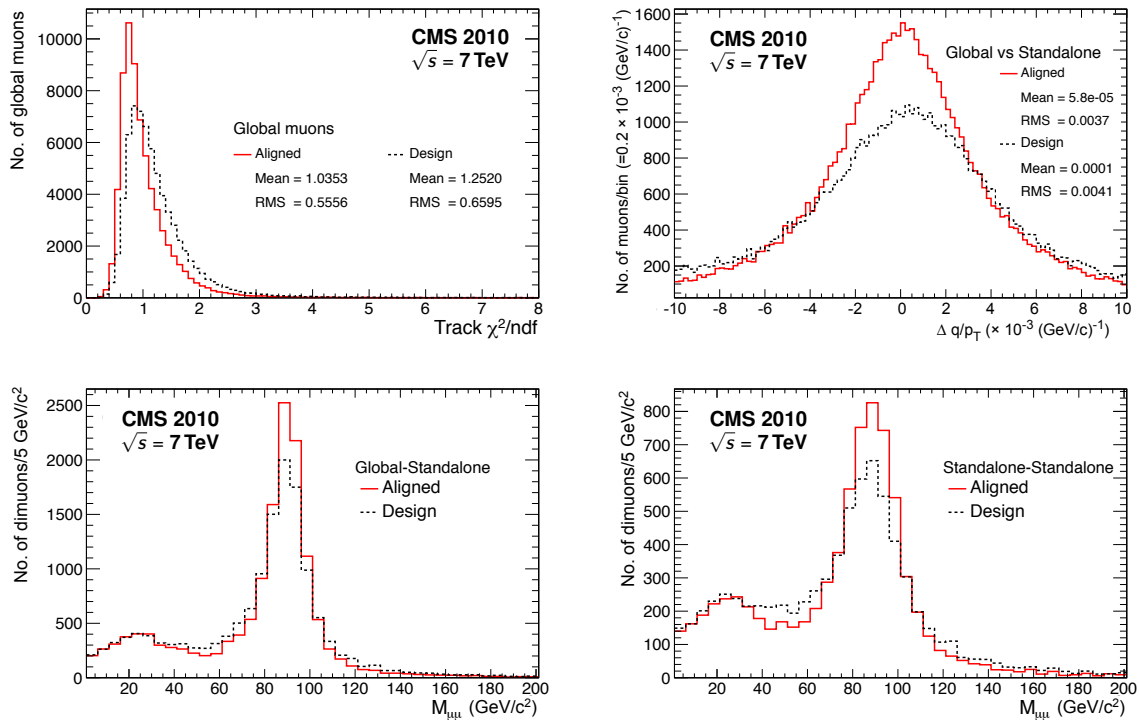 No. of global muons
10000
8000
6000
4000
2000
0
CMS 2010
√s = 7 TeV
Global muons
Aligned
Mean = 1.0353
RMS = 0.5556
Design
Mean = 1.2520
RMS = 0.6595
0 1 2 3 4 5 6 7 8
Track χ²/ndf
No. of muons/bin (=0.2 × 10⁻³ (GeV/c)⁻¹)
1600
1400
1200
1000
800
600
400
200
CMS 2010
√s = 7 TeV
Global vs Standalone
Aligned
Mean = 5.8e-05
RMS = 0.0037
Design
Mean = 0.0001
RMS = 0.0041
-10 -8 -6 -4 -2 0 2 4 6 8 10
Δ q/p_T (× 10⁻³ (GeV/c)⁻¹)
No. of dimuons/5 GeV/c²
2500
2000
1500
1000
500
0
CMS 2010
√s = 7 TeV
Global-Standalone
Aligned
Design
20 40 60 80 100 120 140 160 180 200
M_μμ (GeV/c²)
No. of dimuons/5 GeV/c²
800
700
600
500
400
300
200
100
0
CMS 2010
√s = 7 TeV
Standalone-Standalone
Aligned
Design
20 40 60 80 100 120 140 160 180 200
M_μμ (GeV/c²)